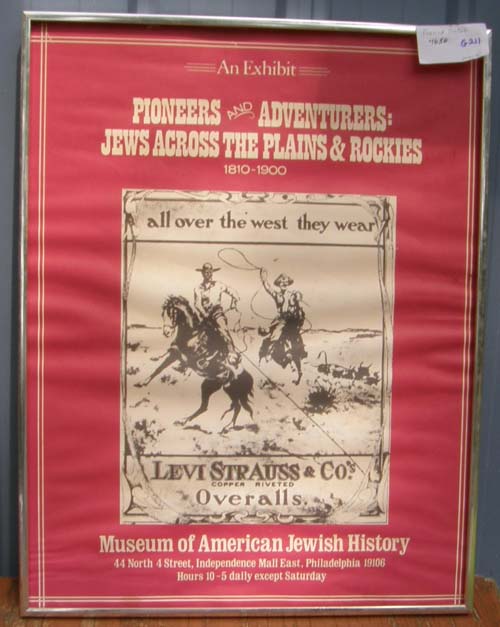 An Exhibit
PIONEERS AND ADVENTURERS:
JEWS ACROSS THE PLAINS & ROCKIES
1810-1900
all over the west they wear
LEVI STRAUSS & CO'S
COPPER RIVETED
Overalls.
Museum of American Jewish History
44 North 4 Street, Independence Mall East, Philadelphia 19106
Hours 10-5 daily except Saturday